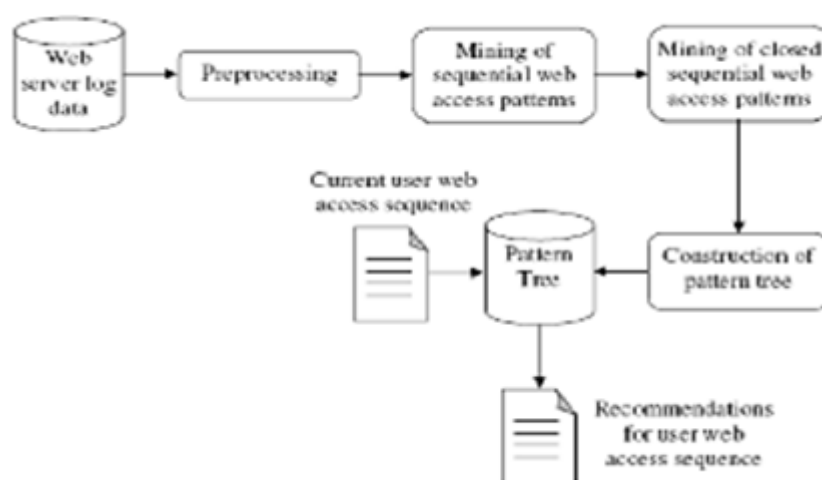 Web
server log
data
Preprocessing
Mining of
sequential web
access patterns
Mining of closed
sequential web
access patterns
Current user web
access sequence
Pattern
Tree
Construction of
pattern tree
Recommendations
for user web
access sequence